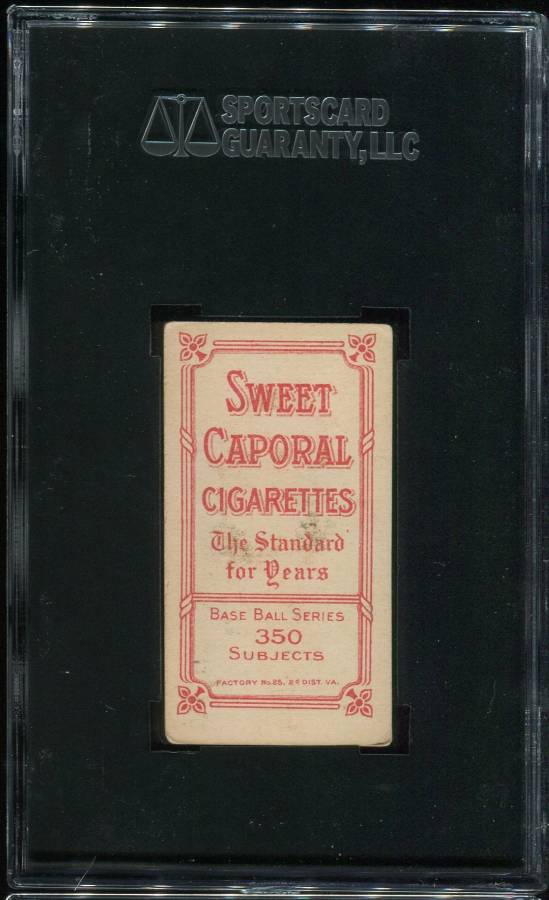 SPORTSCARD
GUARANTY, LLC
SWEET
CAPORAL
CIGARETTES
The Standard
for Years
BASE BALL SERIES
350
SUBJECTS
FACTORY No. 25, 2d DIST. VA.